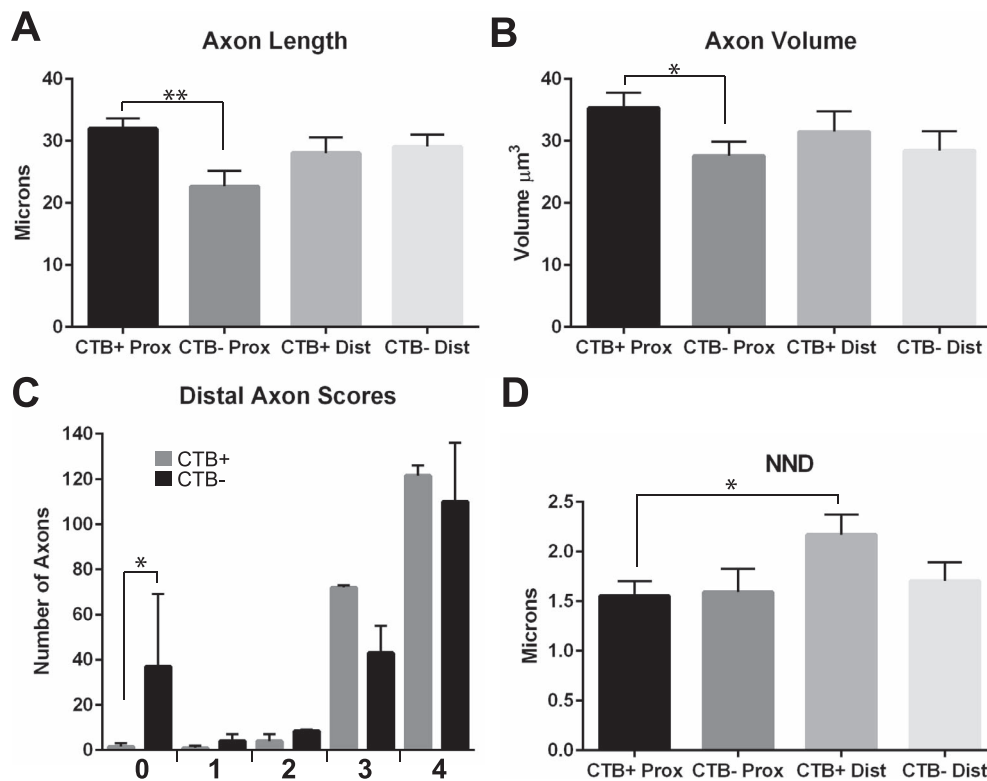 A
Axon Length
40
30
20
10
0
Microns
**
CTB+ Prox CTB- Prox CTB+ Dist CTB- Dist
B
Axon Volume
40
30
20
10
0
Volume μm³
*
CTB+ Prox CTB- Prox CTB+ Dist CTB- Dist
C
Distal Axon Scores
140
120
100
80
60
40
20
0
Number of Axons
CTB+
CTB-
*
0 1 2 3 4
D
NND
2.5
2.0
1.5
1.0
0.5
0.0
Microns
*
CTB+ Prox CTB- Prox CTB+ Dist CTB- Dist